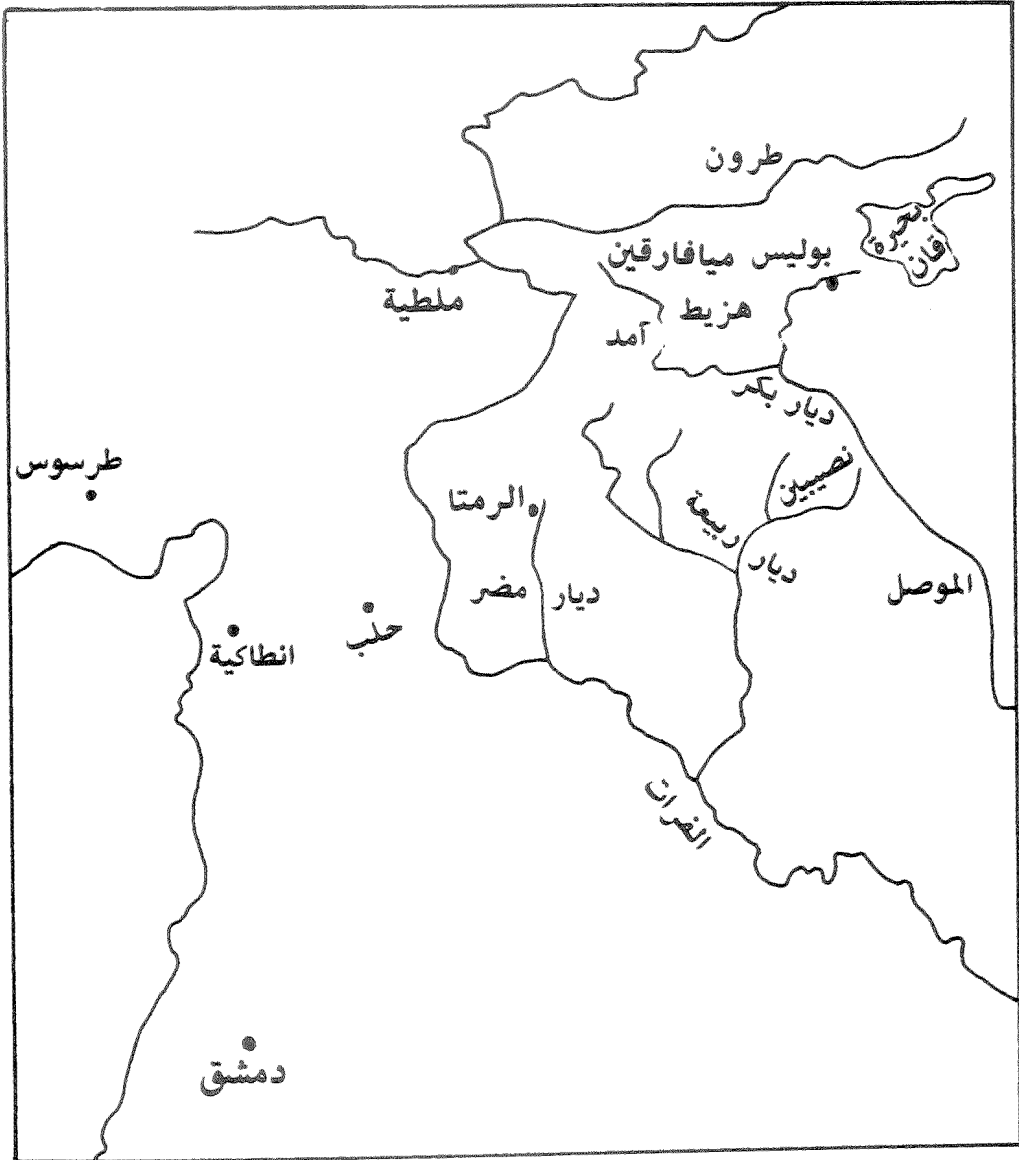 طرون
بحيرة
قان
بوليس ميافارقين
هزيط
ملطية
آمد
ديار بكر
نصيبين
طرسوس
الرمتا
ديار ربيعة
ديار مضر
الموصل
حلب
انطاكية
الفرات
دمشق